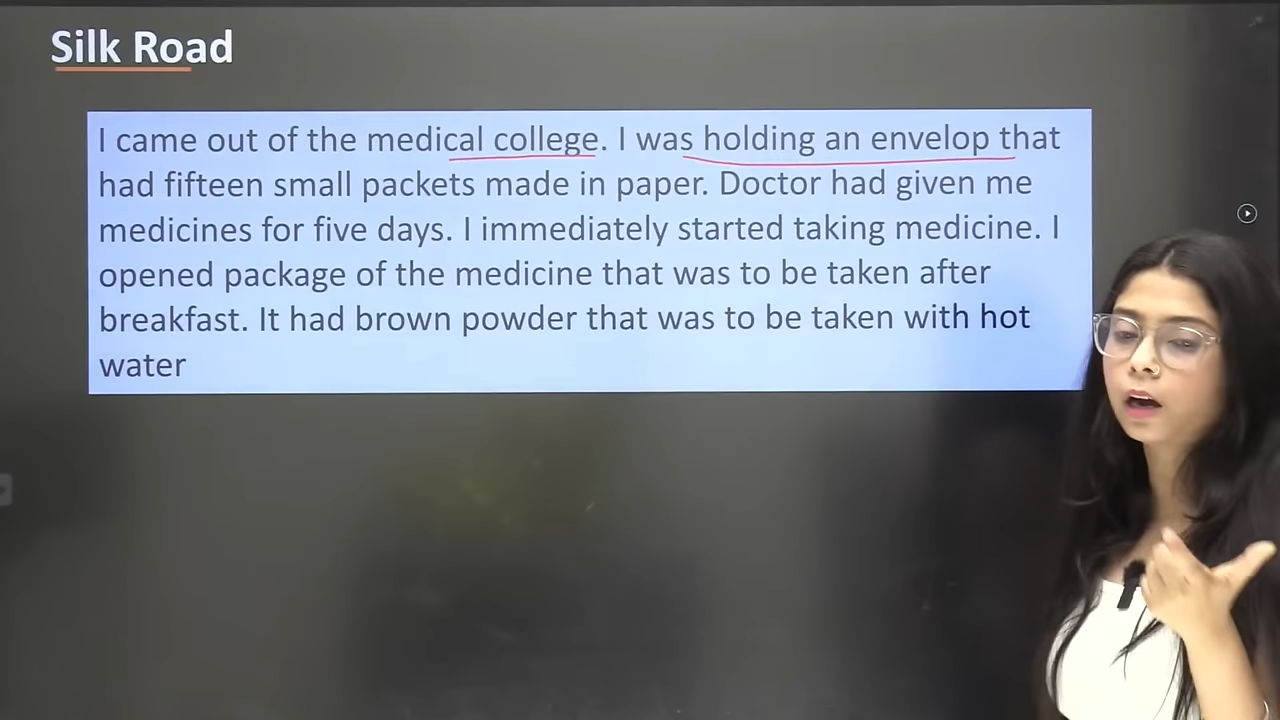 Silk Road
I came out of the medical college. I was holding an envelop that
had fifteen small packets made in paper. Doctor had given me
medicines for five days. I immediately started taking medicine. I
opened package of the medicine that was to be taken after
breakfast. It had brown powder that was to be taken with hot
water